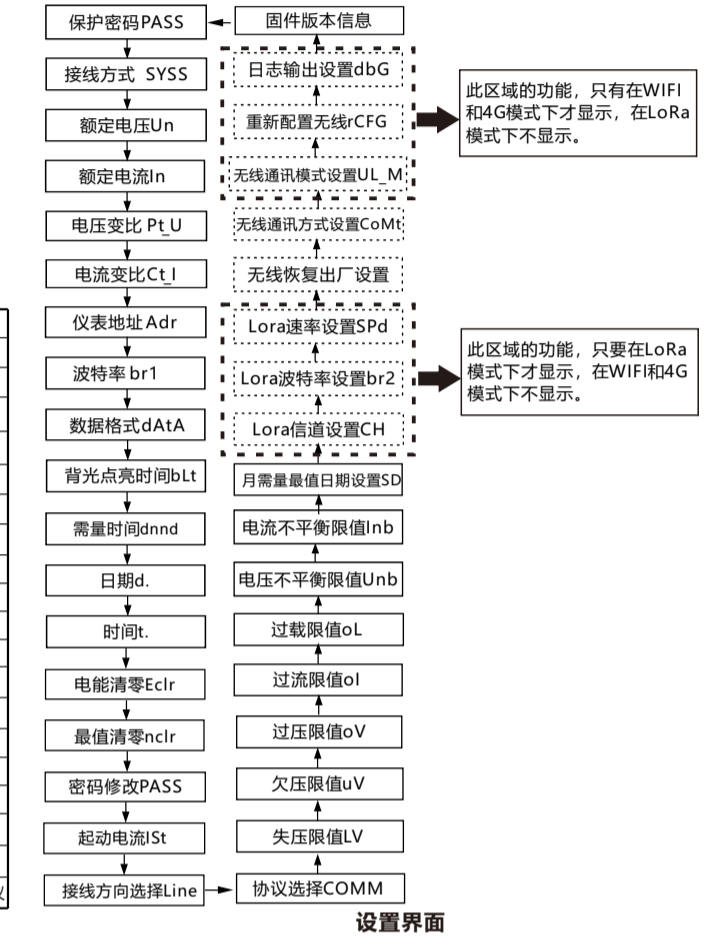 保护密码PASS
接线方式 SYSS
额定电压Un
额定电流In
电压变比 Pt_U
电流变比Ct_I
仪表地址Adr
波特率br1
数据格式dAtA
背光点亮时间bLt
需量时间dnnd
日期d.
时间t.
电能清零Eclr
最值清零nclr
密码修改PASS
起动电流ISt
接线方向选择Line
协议选择COMM
失压限值LV
欠压限值uV
过压限值oV
过流限值oI
过载限值oL
电压不平衡限值Unb
电流不平衡限值Inb
月需量最值日期设置SD
Lora信道设置CH
Lora波特率设置br2
Lora速率设置SPd
无线恢复出厂设置
无线通讯方式设置CoMt
无线通讯模式设置UL_M
重新配置无线rCFG
日志输出设置dbG
固件版本信息
此区域的功能，只有在WIFI
和4G模式下才显示，在LoRa
模式下不显示。
此区域的功能，只要在LoRa
模式下才显示，在WIFI和4G
模式下不显示。
设置界面